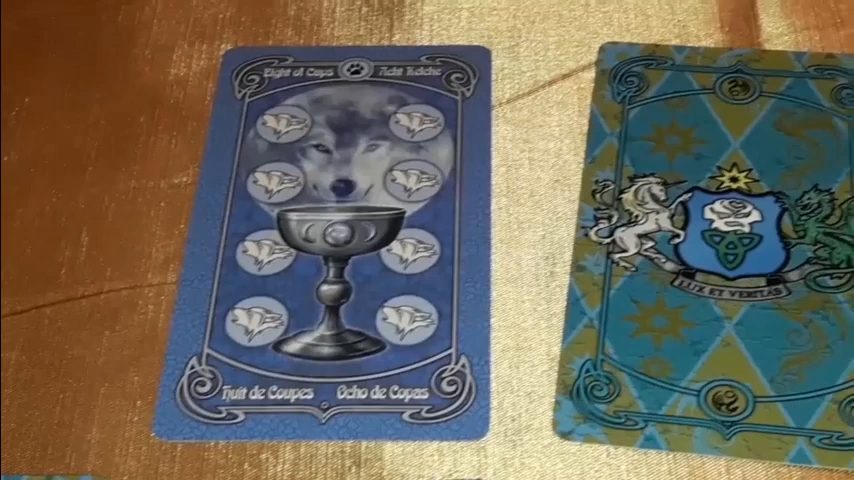 Eight of Cups
Acht Kelche
Huit de Coupes
Ocho de Copas
LUX ET VERITAS